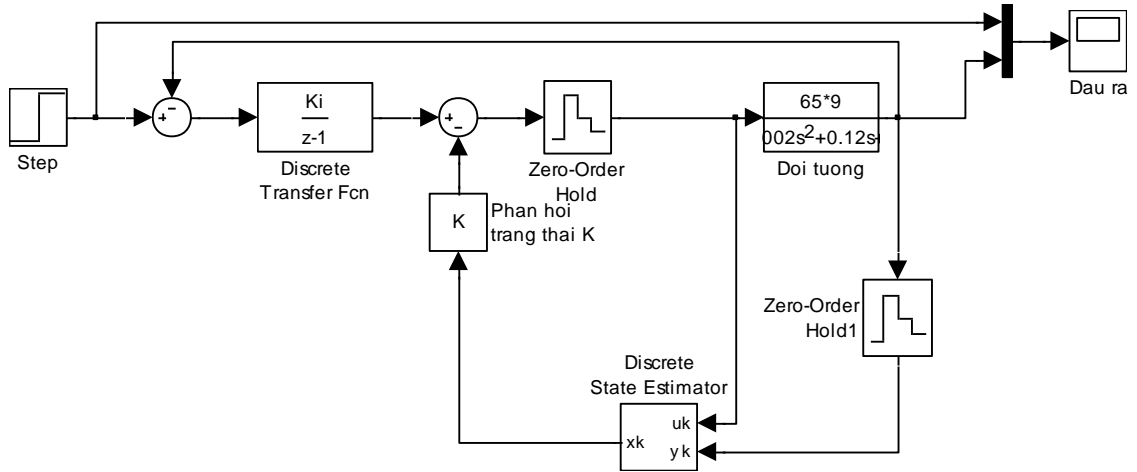 Dau ra
Step
+
−
Ki
z-1
Discrete
Transfer Fcn
+
−
Zero-Order
Hold
65*9
002s²+0.12s-
Doi tuong
K
Phan hoi
trang thai K
Zero-Order
Hold1
Discrete
State Estimator
xk
uk
yk